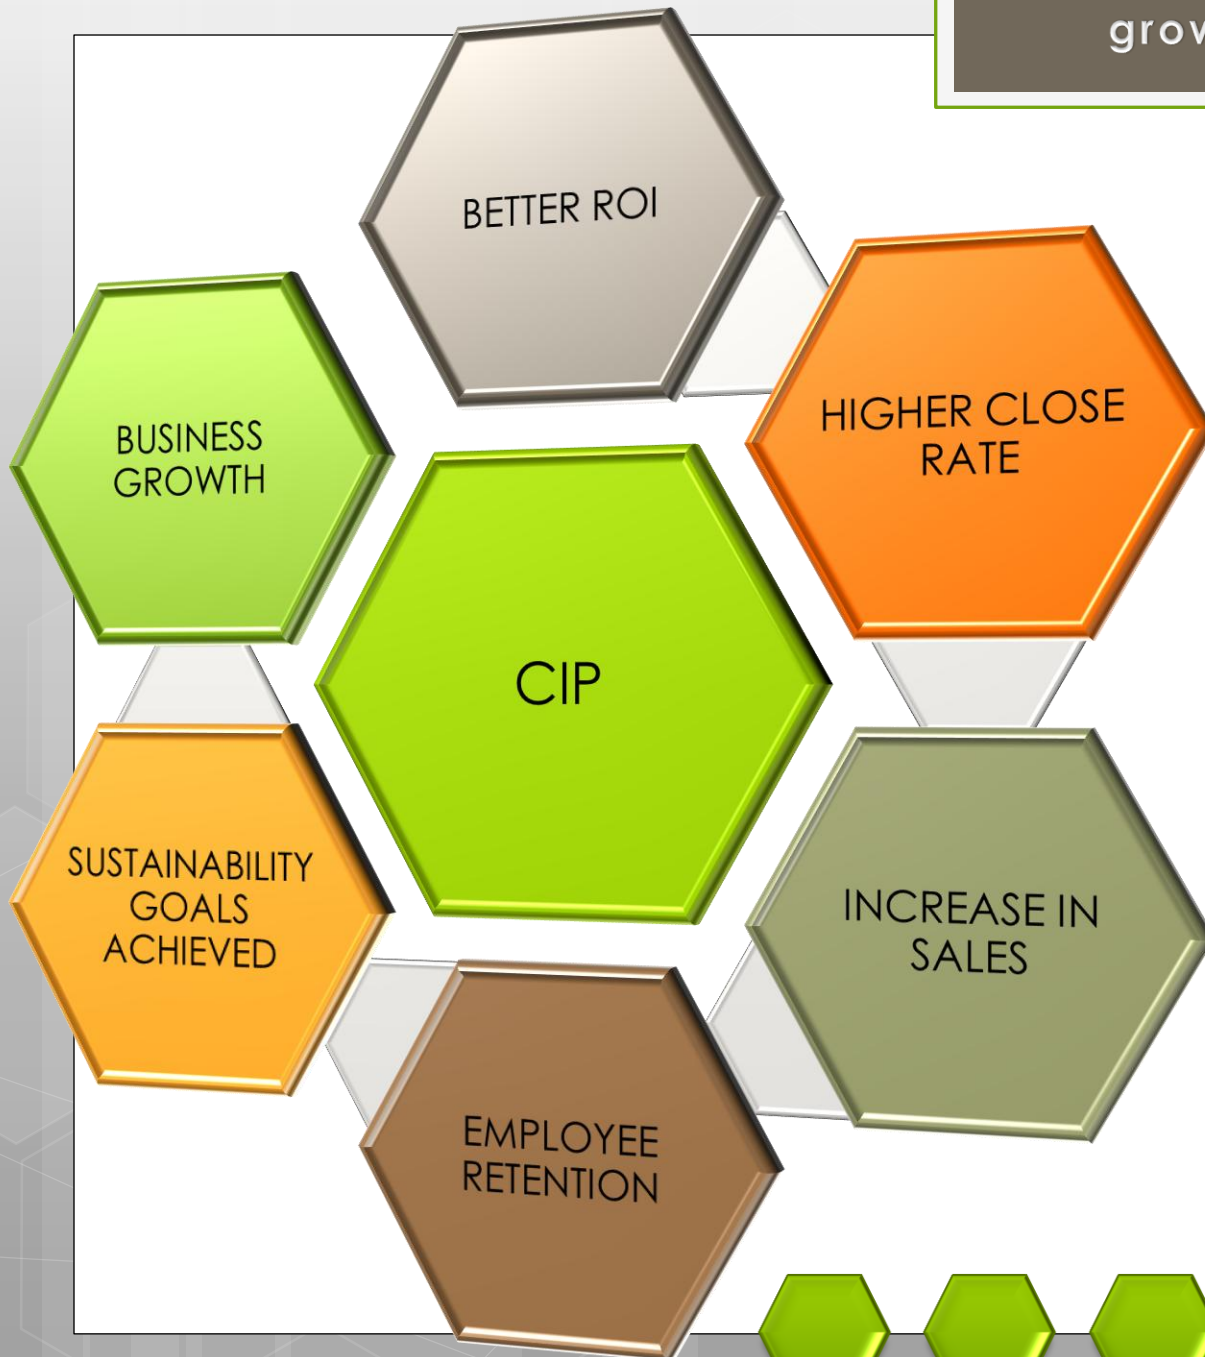 BETTER ROI
HIGHER CLOSE
RATE
BUSINESS
GROWTH
CIP
SUSTAINABILITY
GOALS
ACHIEVED
INCREASE IN
SALES
EMPLOYEE
RETENTION